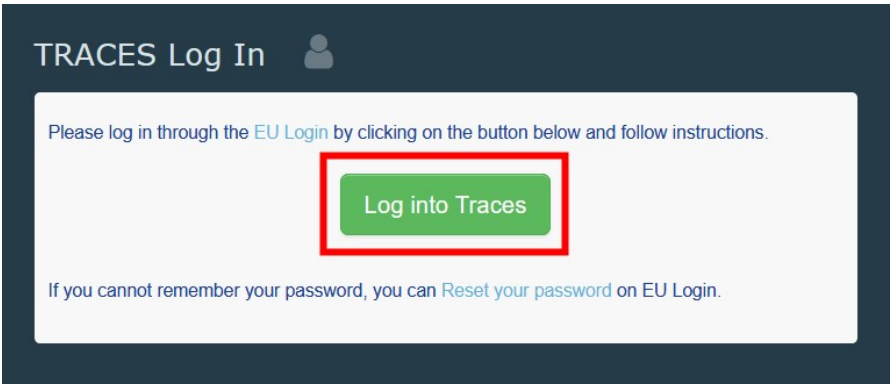 TRACES Log In
Please log in through the EU Login by clicking on the button below and follow instructions.
Log into Traces
If you cannot remember your password, you can Reset your password on EU Login.